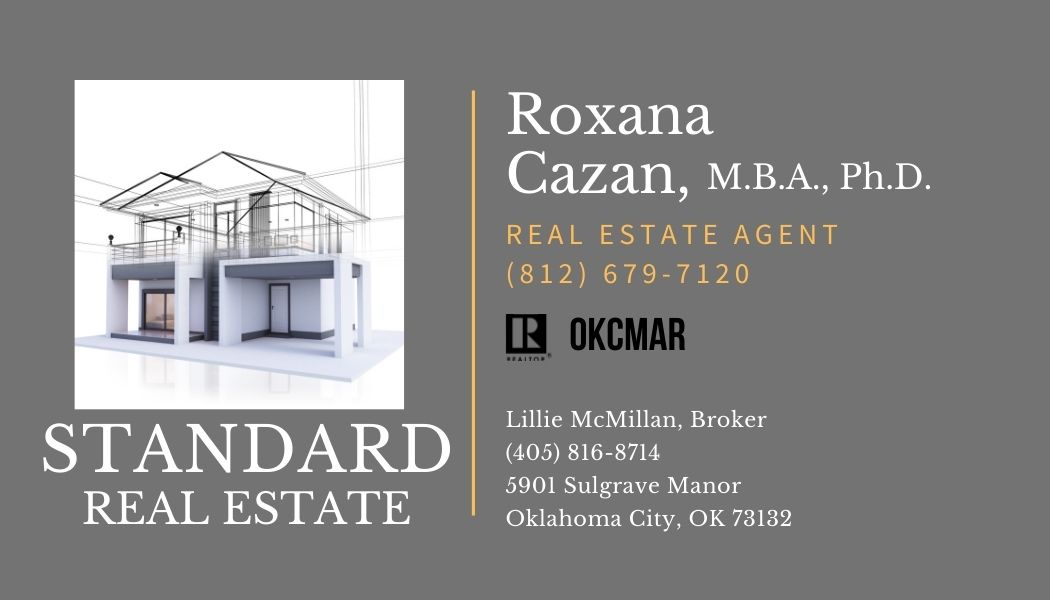 Roxana
Cazan, M.B.A., Ph.D.
REAL ESTATE AGENT
(812) 679-7120
R
REALTOR®
OKCMAR
Lillie McMillan, Broker
(405) 816-8714
5901 Sulgrave Manor
Oklahoma City, OK 73132
STANDARD
REAL ESTATE